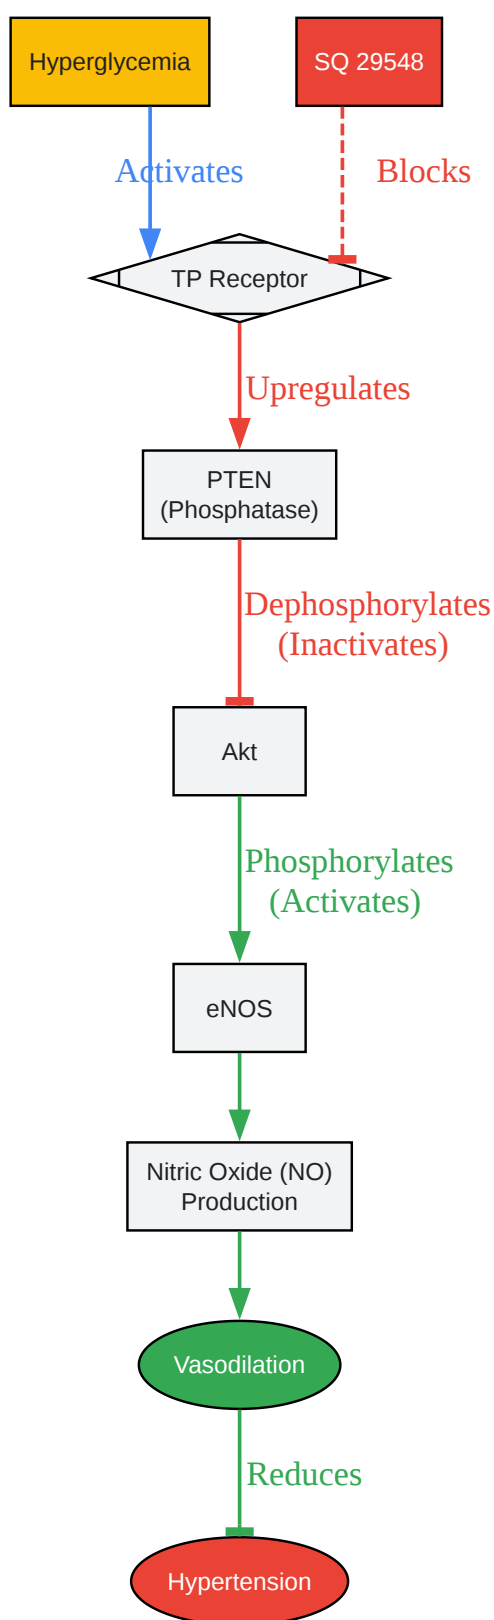 Hyperglycemia
SQ 29548
Activates
Blocks
TP Receptor
Upregulates
PTEN
(Phosphatase)
Dephosphorylates
(Inactivates)
Akt
Phosphorylates
(Activates)
eNOS
Nitric Oxide (NO)
Production
Vasodilation
Reduces
Hypertension